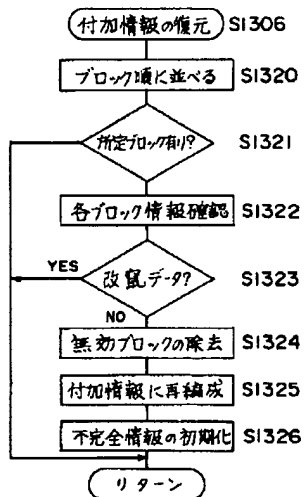 付加情報の復元 S1306
ブロック順に並べる S1320
所定ブロック有り? S1321
各ブロック情報確認 S1322
YES 改竄データ? S1323
NO
無効ブロックの除去 S1324
付加情報に再編成 S1325
不完全情報の初期化 S1326
リターン